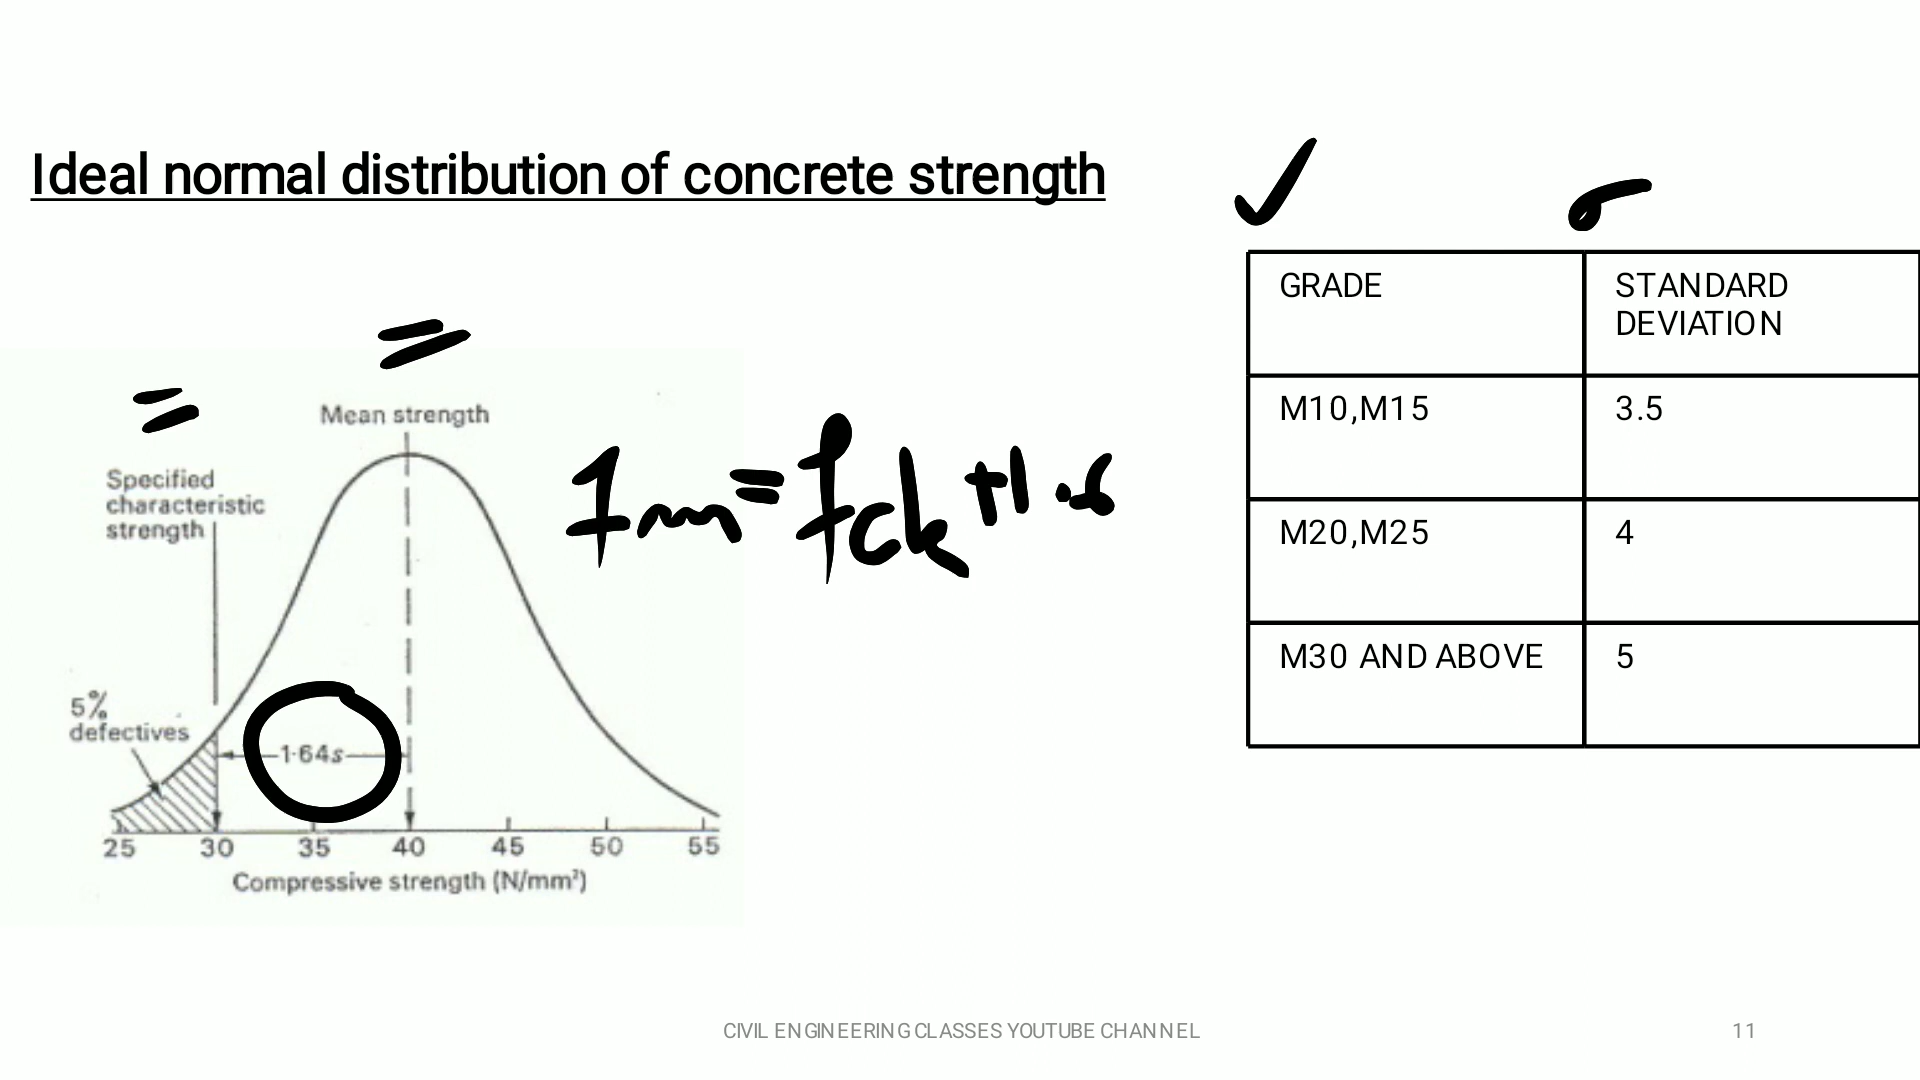 Ideal normal distribution of concrete strength
σ
GRADE
STANDARD
DEVIATION
M10,M15
3.5
M20,M25
4
M30 AND ABOVE
5
Mean strength
Specified
characteristic
strength
fm=fck+1.6
5%
defectives
1·64s
25 30 35 40 45 50 55
Compressive strength (N/mm²)
CIVIL ENGINEERING CLASSES YOUTUBE CHANNEL
11